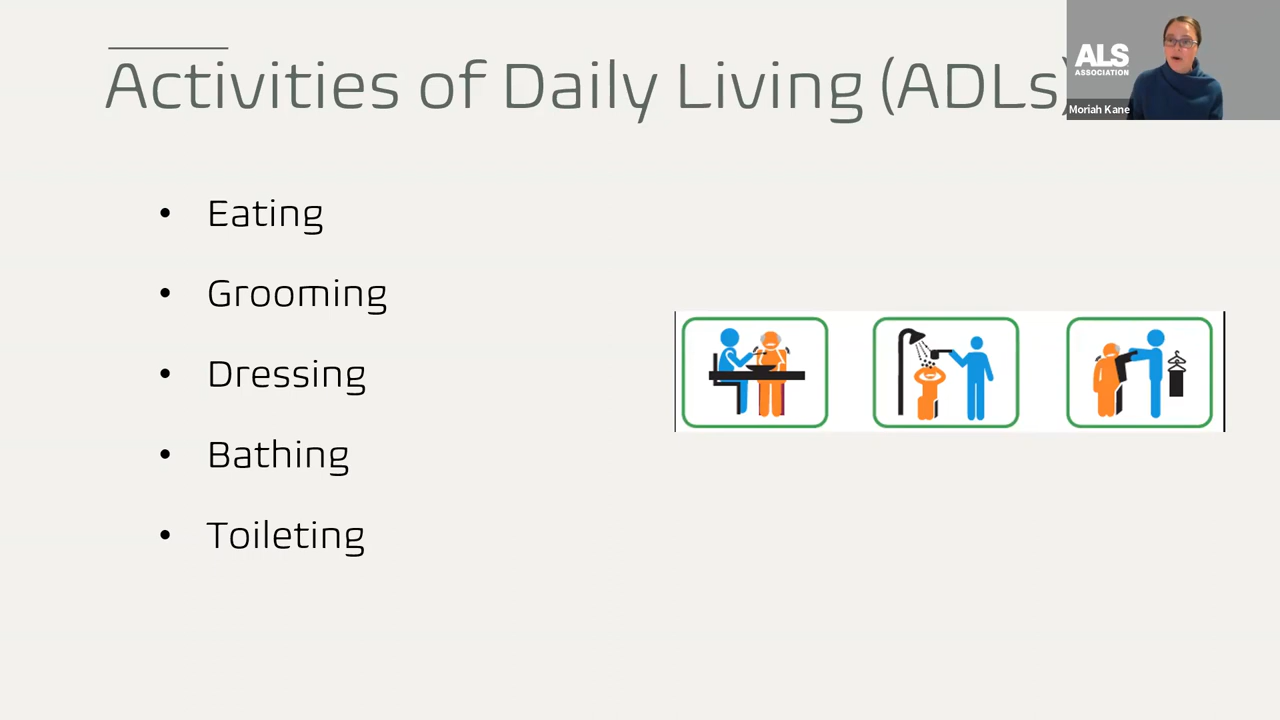 Activities of Daily Living (ADLs)
ALS
ASSOCIATION
Moriah Kane
• Eating
• Grooming
• Dressing
• Bathing
• Toileting